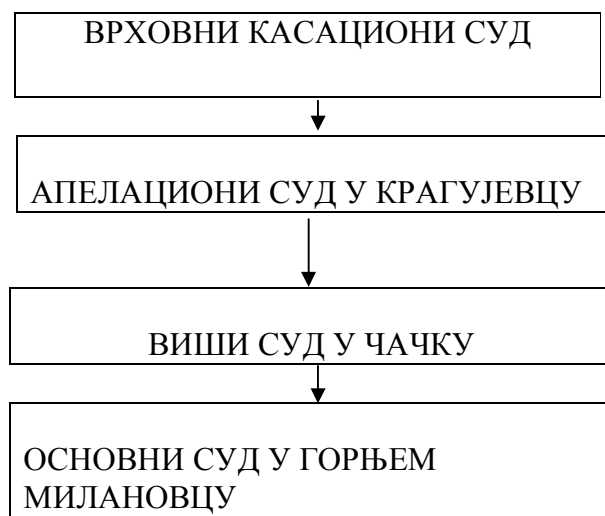 ВРХОВНИ КАСАЦИОНИ СУД
АПЕЛАЦИОНИ СУД У КРАГУЈЕВЦУ
ВИШИ СУД У ЧАЧКУ
ОСНОВНИ СУД У ГОРЊЕМ
МИЛАНОВЦУ